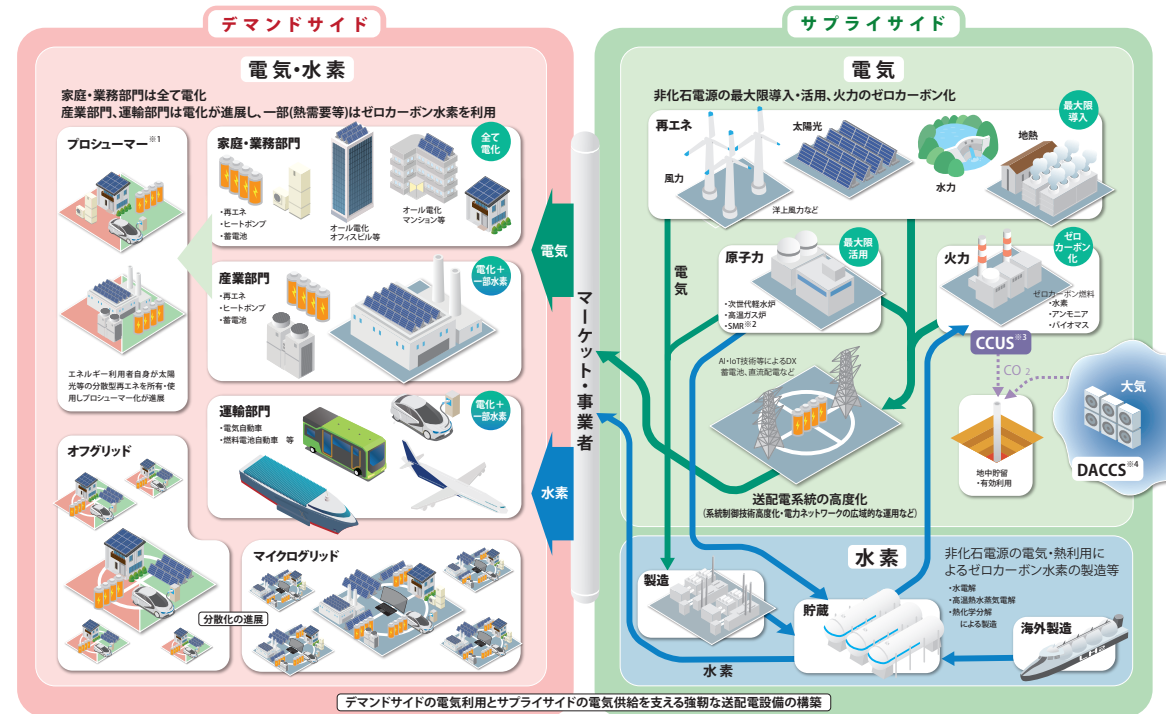 デマンドサイド
電気・水素
家庭・業務部門は全て電化
産業部門、運輸部門は電化が進展し、一部(熱需要等)はゼロカーボン水素を利用
プロシューマー※1
エネルギー利用者自身が太陽
光等の分散型再エネを所有・使
用しプロシューマー化が進展
家庭・業務部門
全て
電化
・再エネ
・ヒートポンプ
・蓄電池
オール電化
オフィスビル等
オール電化
マンション等
産業部門
電化＋
一部水素
・再エネ
・ヒートポンプ
・蓄電池
運輸部門
電化＋
一部水素
・電気自動車
・燃料電池自動車 等
オフグリッド
マイクログリッド
分散化の進展
電気
水素
マーケット・事業者
サプライサイド
電気
非化石電源の最大限導入・活用、火力のゼロカーボン化
再エネ
最大限
導入
風力
太陽光
水力
地熱
洋上風力など
電気
原子力
最大限
活用
・次世代軽水炉
・高温ガス炉
・SMR※2
火力
ゼロ
カーボン
化
ゼロカーボン燃料
・水素
・アンモニア
・バイオマス
CCUS※3
CO 2
大気
DACCS※4
地中貯留
・有効利用
AI・IoT技術等によるDX
蓄電池、直流配電など
送配電系統の高度化
(系統制御技術高度化・電力ネットワークの広域的な運用など)
水素
非化石電源の電気・熱利用に
よるゼロカーボン水素の製造等
・水電解
・高温熱水蒸気電解
・熱化学分解
による製造
製造
貯蔵
海外製造
LH2
水素
デマンドサイドの電気利用とサプライサイドの電気供給を支える強靭な送配電設備の構築